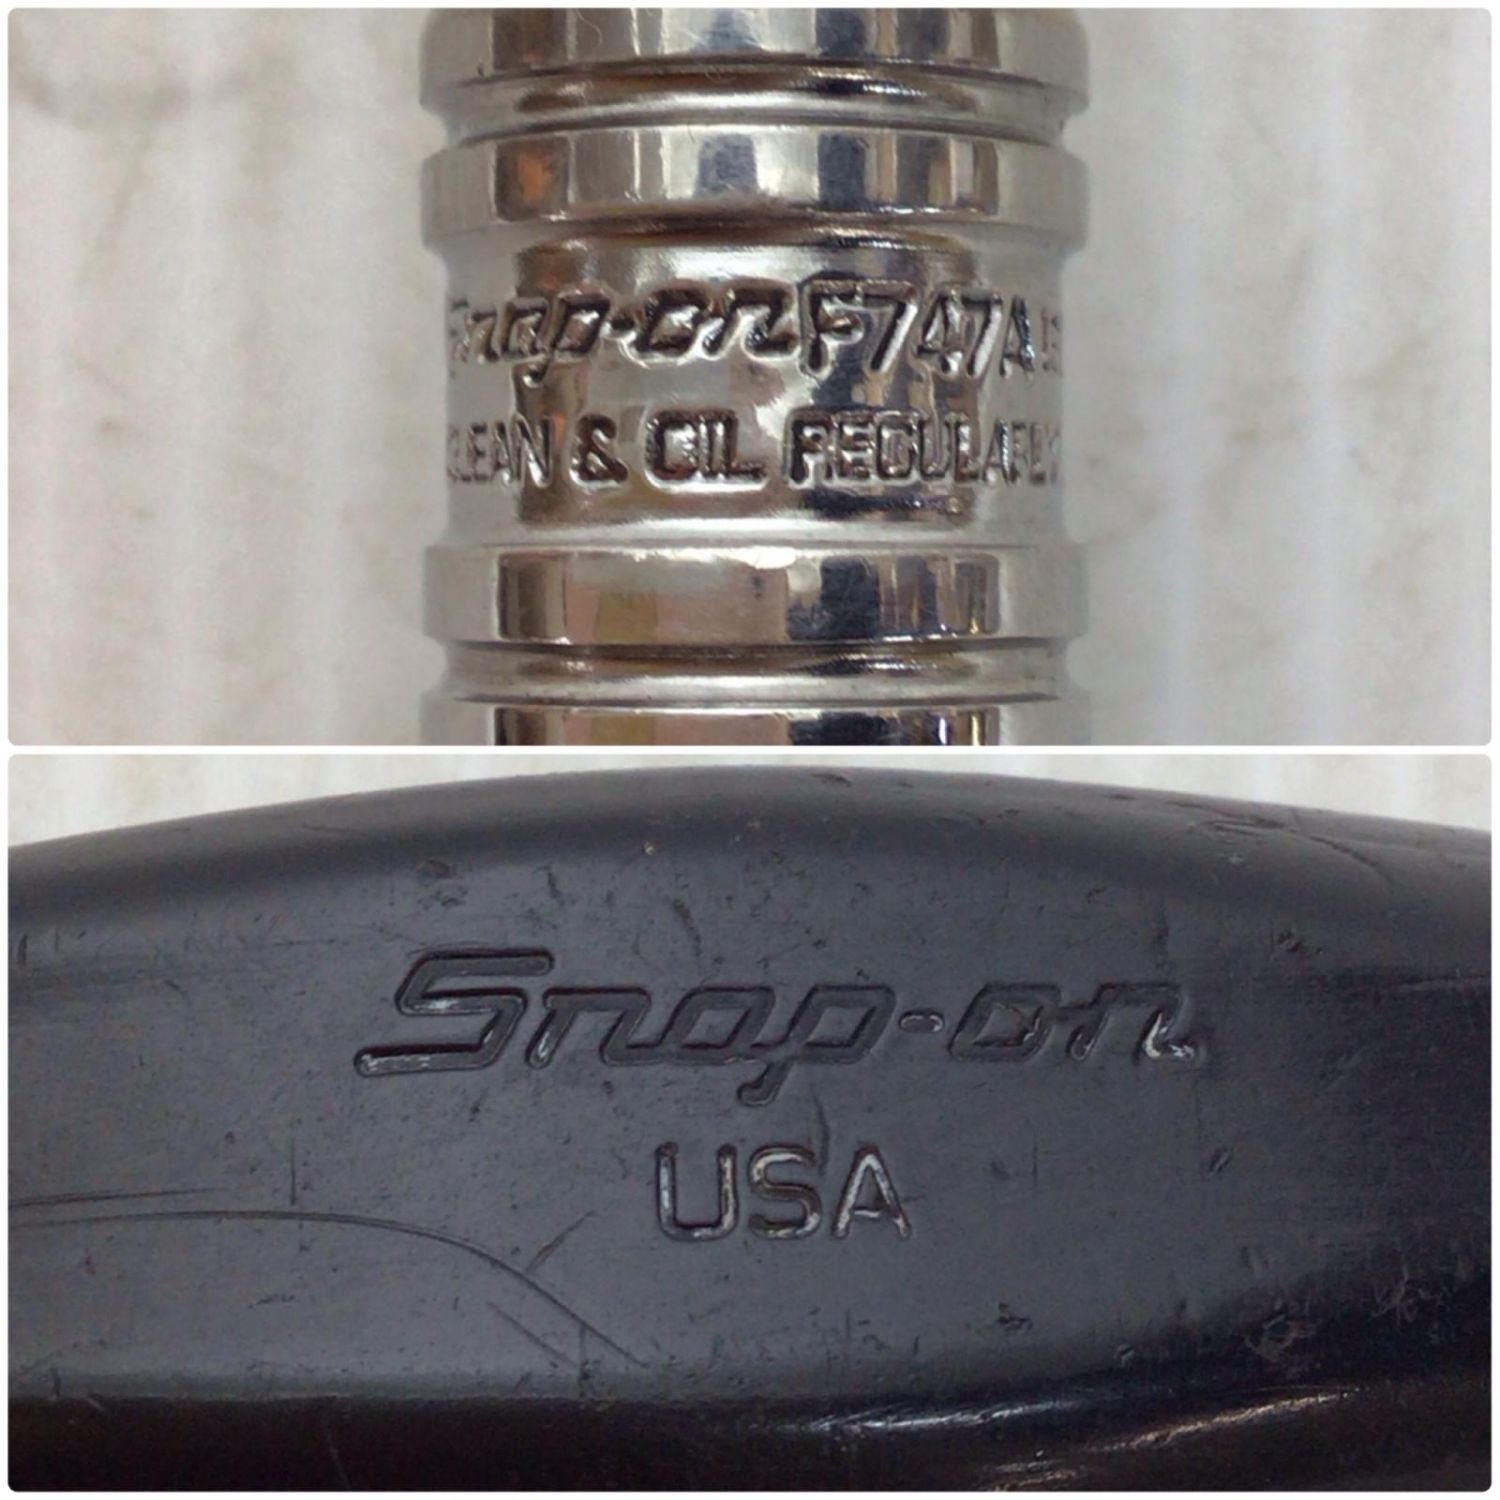 Snap-on F747A
CLEAN & OIL REGULARLY
Snap-on
USA